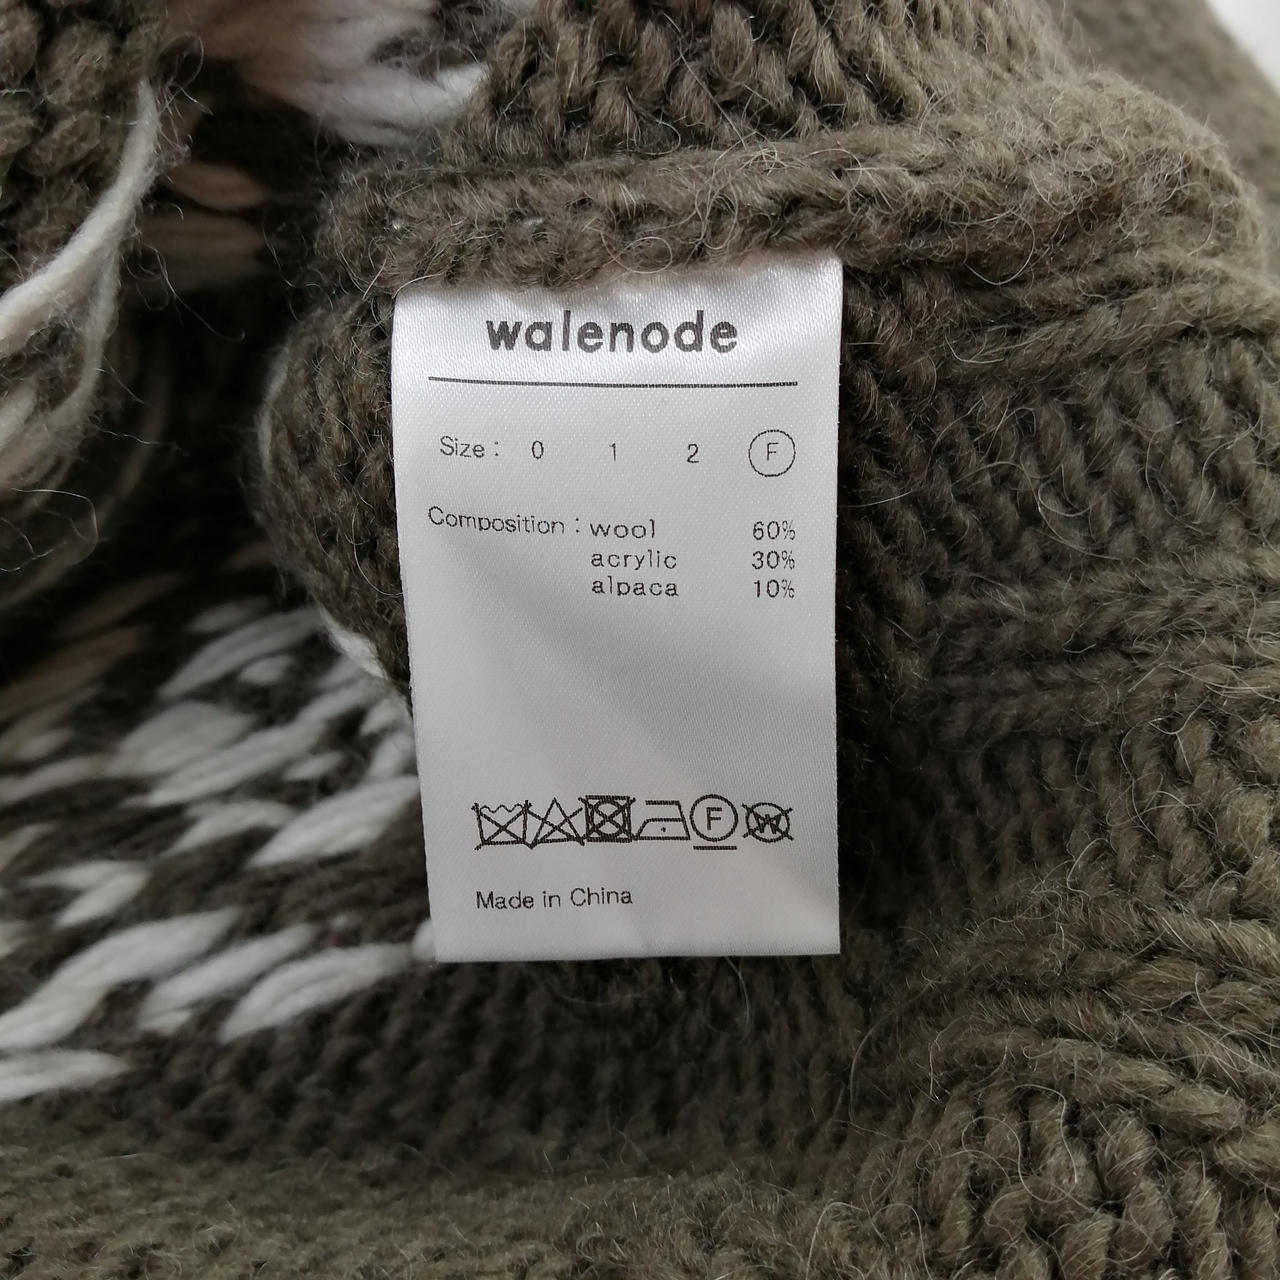 walenode
Size : 0 1 2 F
Composition : wool 60%
acrylic 30%
alpaca 10%
F W
Made in China